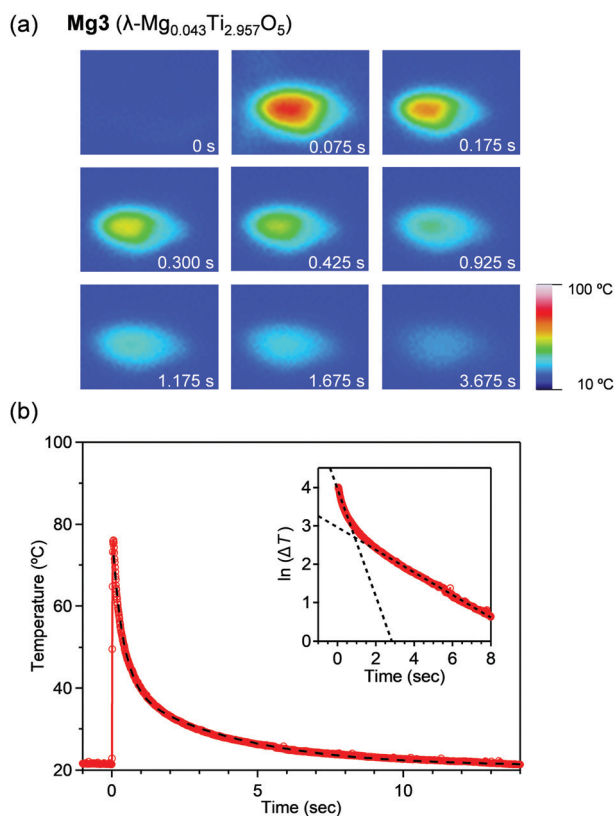 (a) Mg3 (λ-Mg₀.₀₄₃Ti₂.₉₅₇O₅)
0 s
0.075 s
0.175 s
0.300 s
0.425 s
0.925 s
1.175 s
1.675 s
3.675 s
100 ºC
10 ºC
(b)
100
80
60
40
20
Temperature (ºC)
0
5
10
Time (sec)
4
3
2
1
0
ln (ΔT)
0
2
4
6
8
Time (sec)